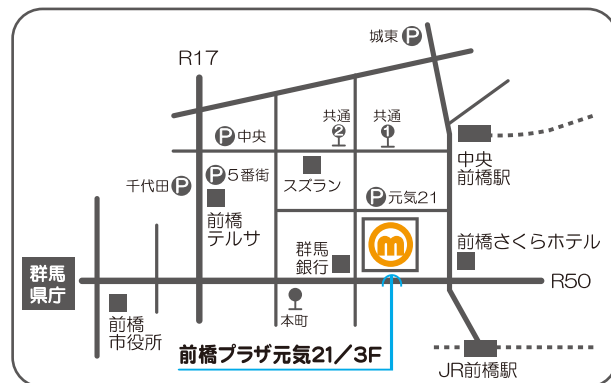 城東 P
R17
P 中央
共通
2
共通
1
中央
前橋駅
千代田 P
P 5番街
スズラン
P 元気21
前橋
テルサ
m
群馬
銀行
前橋さくらホテル
群馬
県庁
R50
前橋
市役所
本町
前橋プラザ元気21／3F
JR前橋駅